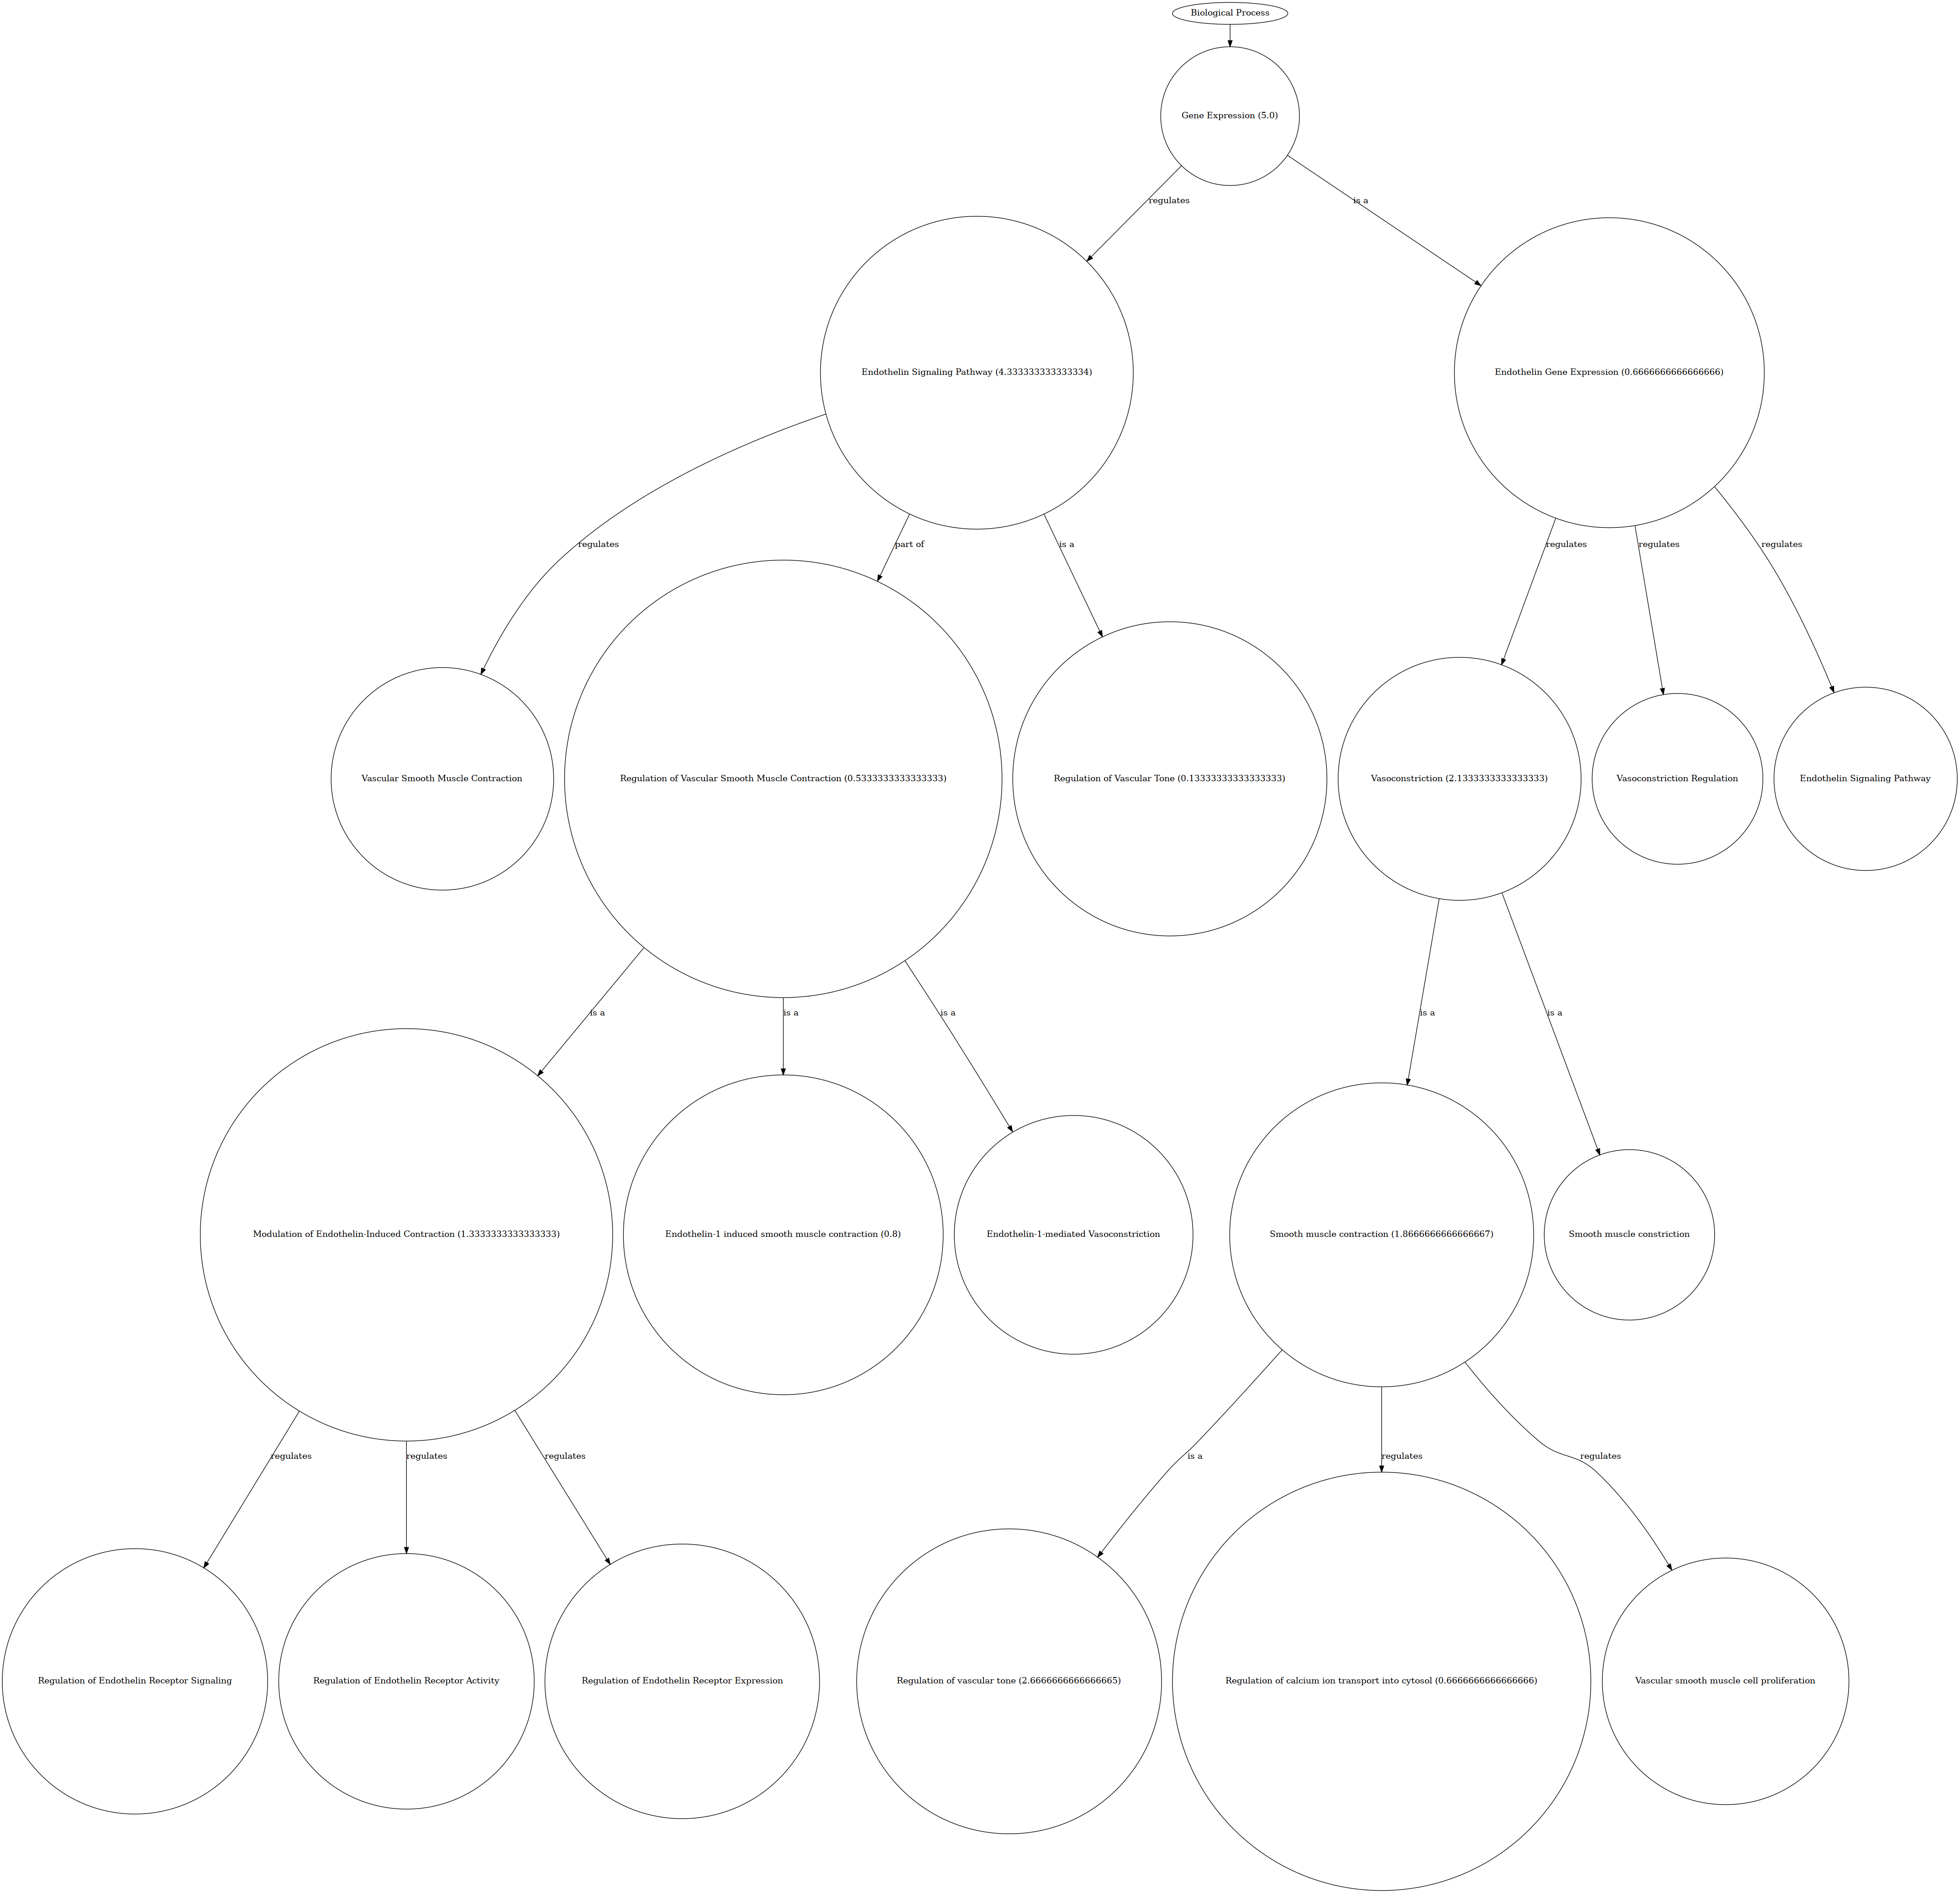 Biological Process
Gene Expression (5.0)
regulates
is a
Endothelin Signaling Pathway (4.333333333333334)
Endothelin Gene Expression (0.6666666666666666)
regulates
part of
is a
regulates
regulates
regulates
Vascular Smooth Muscle Contraction
Regulation of Vascular Smooth Muscle Contraction (0.5333333333333333)
Regulation of Vascular Tone (0.13333333333333333)
Vasoconstriction (2.1333333333333333)
Vasoconstriction Regulation
Endothelin Signaling Pathway
is a
is a
is a
is a
is a
Modulation of Endothelin-Induced Contraction (1.3333333333333333)
Endothelin-1 induced smooth muscle contraction (0.8)
Endothelin-1-mediated Vasoconstriction
Smooth muscle contraction (1.8666666666666667)
Smooth muscle constriction
regulates
regulates
regulates
is a
regulates
regulates
Regulation of Endothelin Receptor Signaling
Regulation of Endothelin Receptor Activity
Regulation of Endothelin Receptor Expression
Regulation of vascular tone (2.6666666666666665)
Regulation of calcium ion transport into cytosol (0.6666666666666666)
Vascular smooth muscle cell proliferation